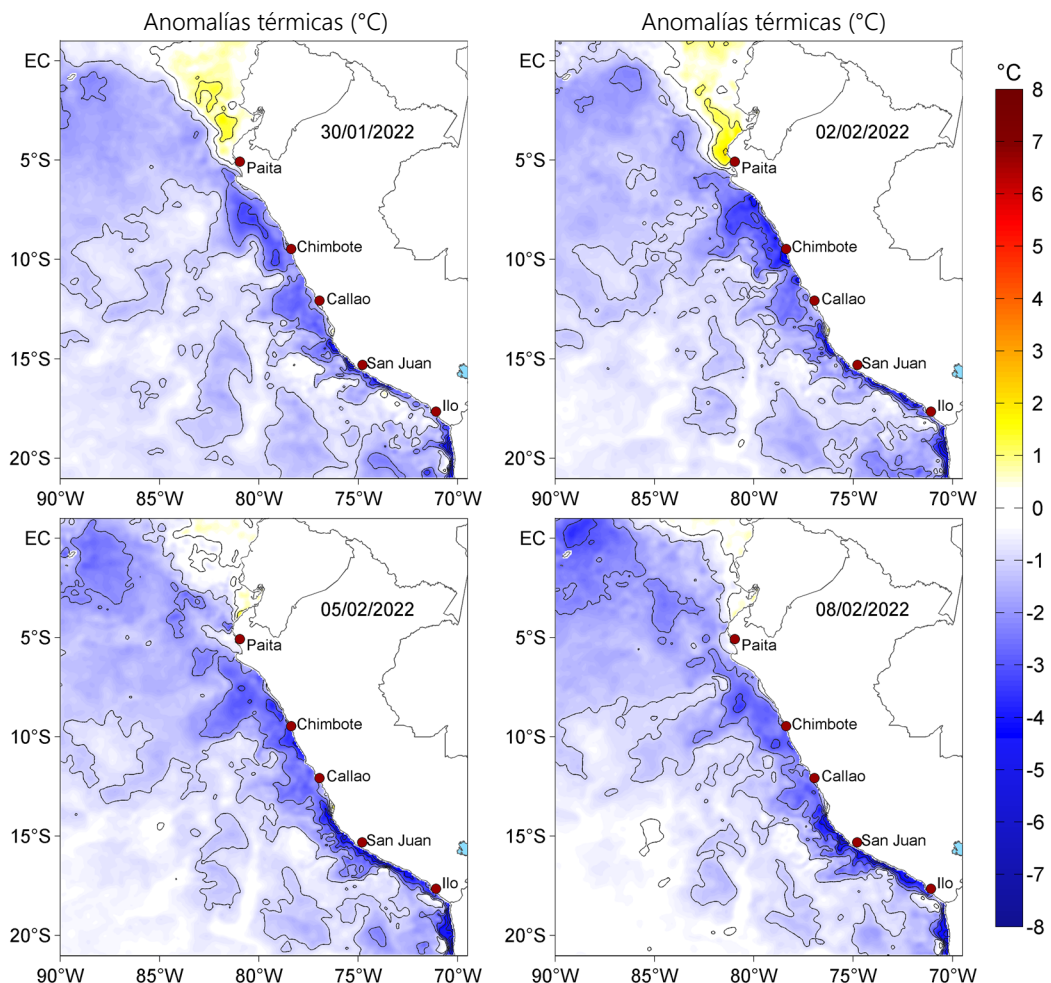 Anomalías térmicas (°C)
Anomalías térmicas (°C)
EC
5°S
10°S
15°S
20°S
30/01/2022
Paita
Chimbote
Callao
San Juan
Ilo
90°W
85°W
80°W
75°W
70°W
EC
5°S
10°S
15°S
20°S
02/02/2022
Paita
Chimbote
Callao
San Juan
Ilo
90°W
85°W
80°W
75°W
70°W
EC
5°S
10°S
15°S
20°S
05/02/2022
Paita
Chimbote
Callao
San Juan
Ilo
90°W
85°W
80°W
75°W
70°W
EC
5°S
10°S
15°S
20°S
08/02/2022
Paita
Chimbote
Callao
San Juan
Ilo
90°W
85°W
80°W
75°W
70°W
°C
8
7
6
5
4
3
2
1
0
-1
-2
-3
-4
-5
-6
-7
-8